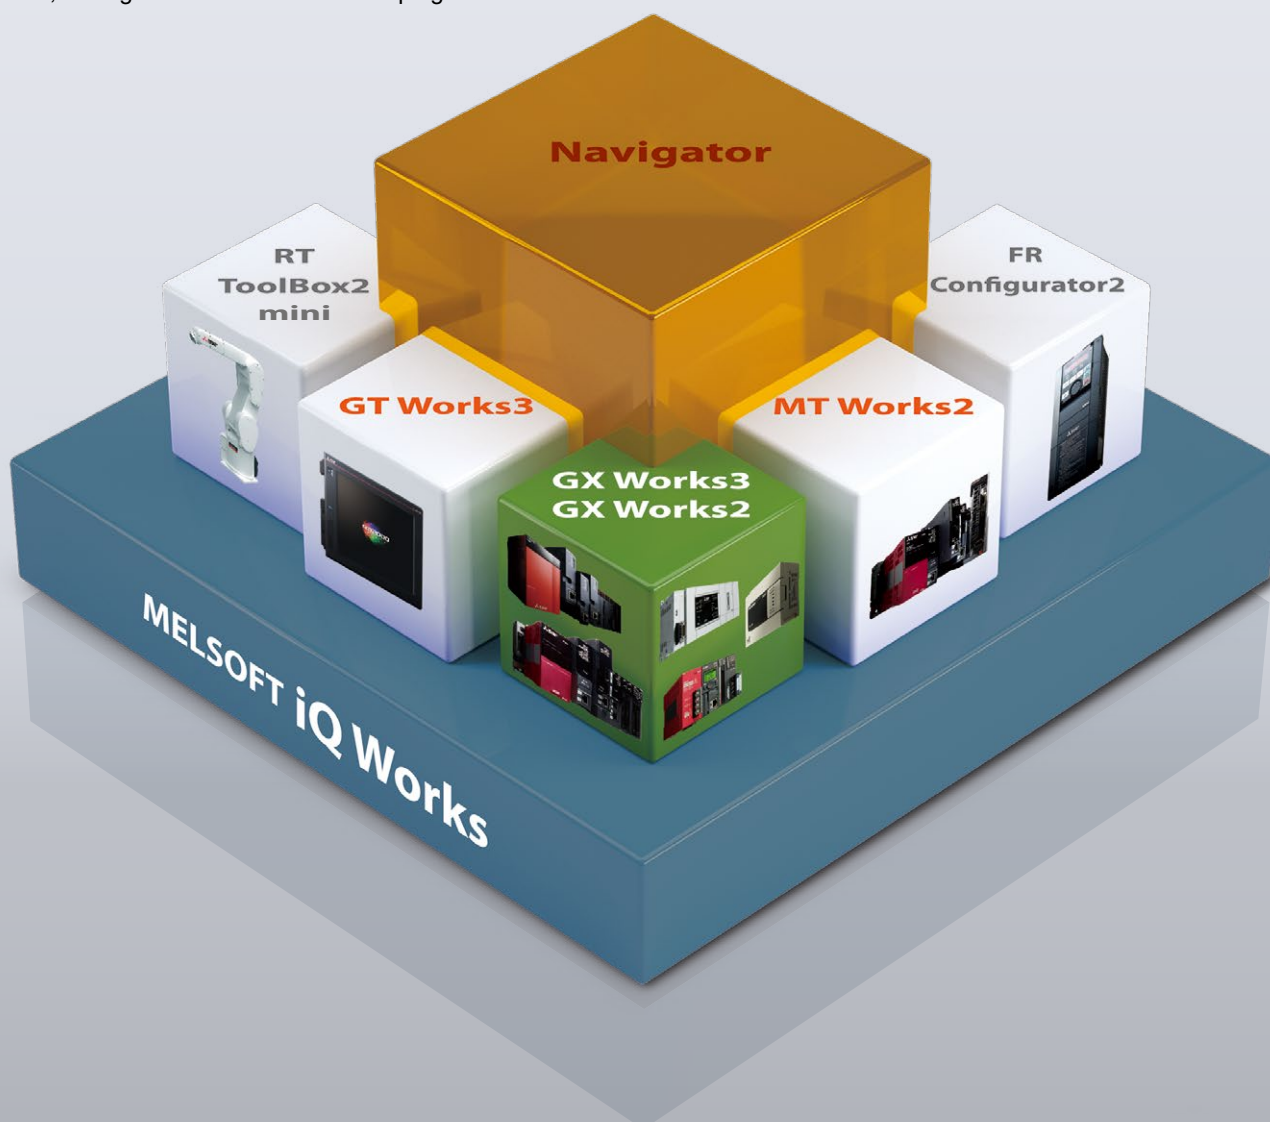 Navigator
RT
ToolBox2
mini
FR
Configurator2
GT Works3
MT Works2
GX Works3
GX Works2
MELSOFT iQ Works